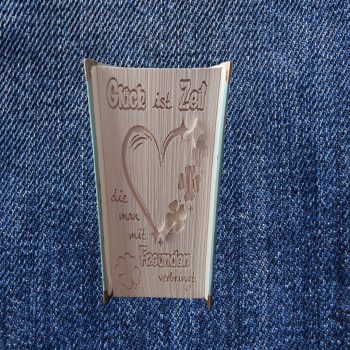 Glück ist Zeit
die
man
mit
Freunden
verbringt